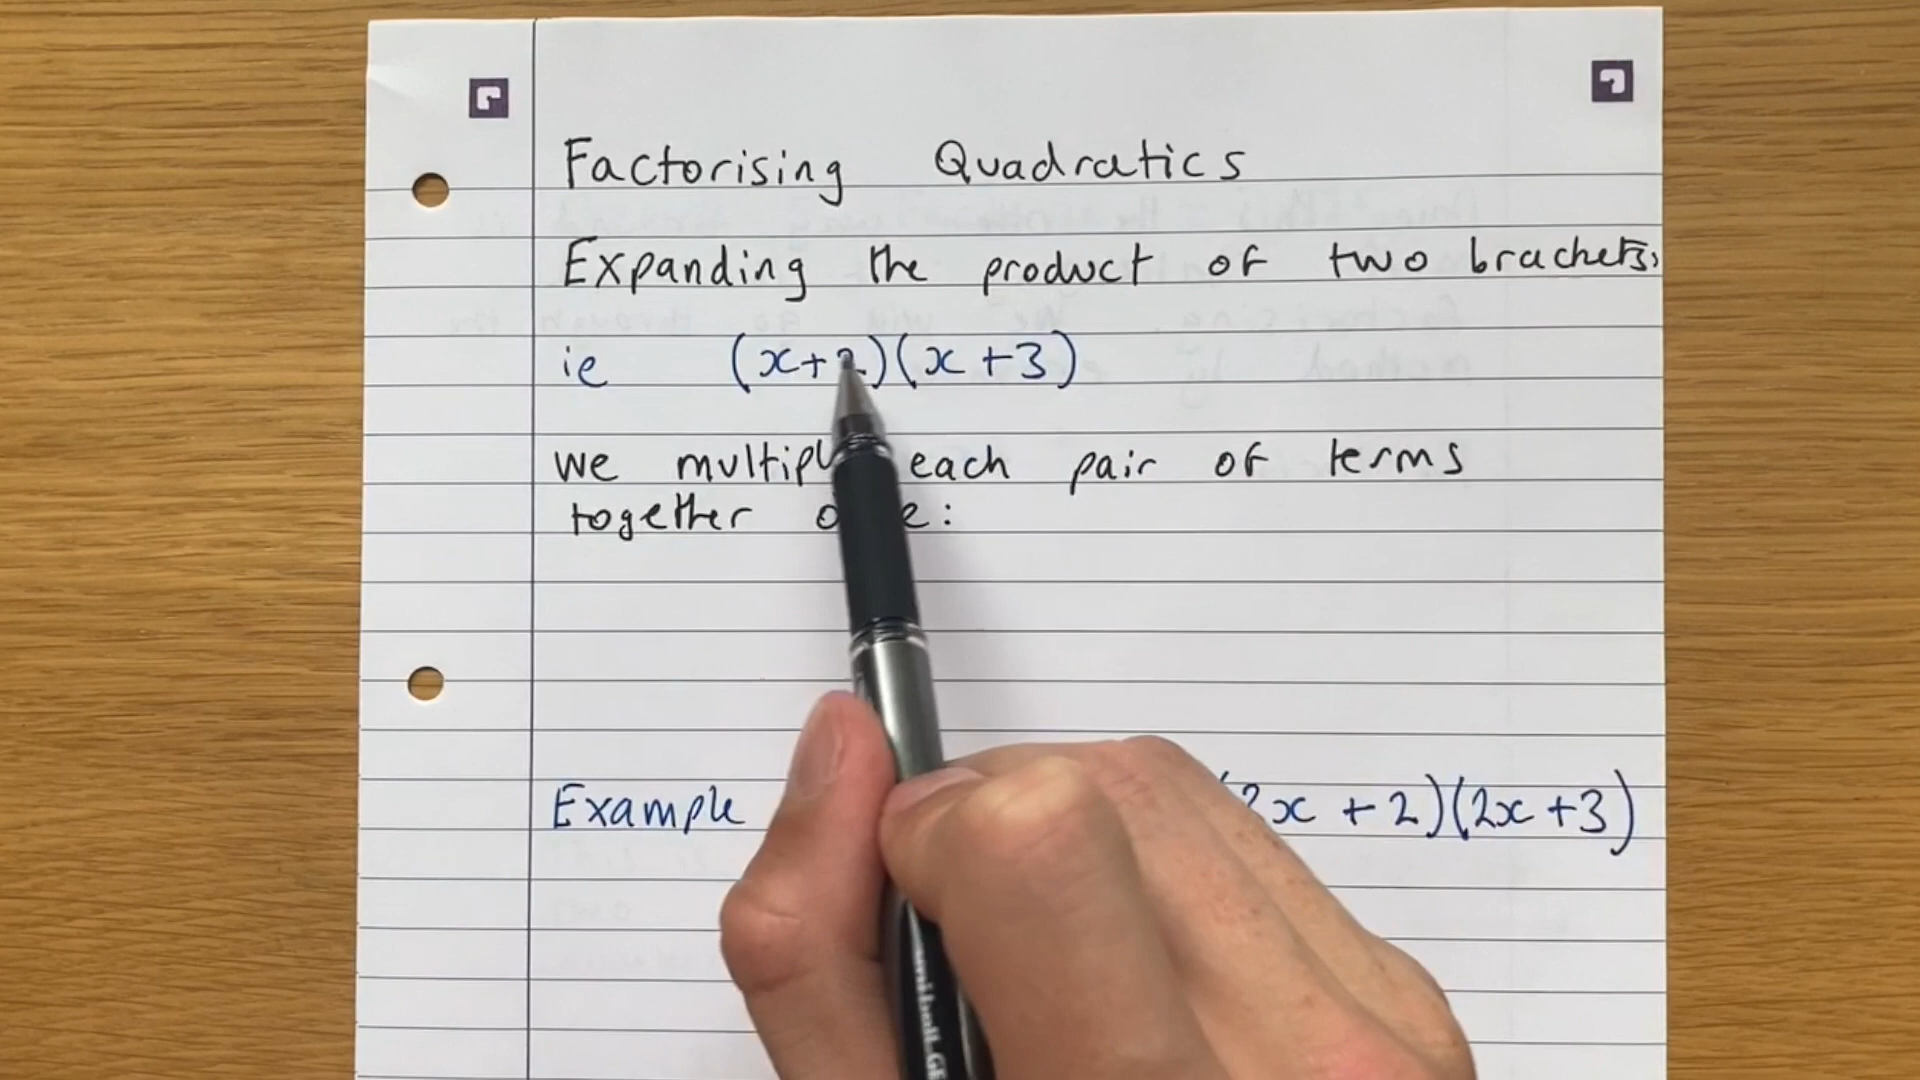 Factorising Quadratics
Expanding the product of two brackets,
ie (x+2)(x+3)
we multiply each pair of terms
together
Example x + 2)(2x+3)